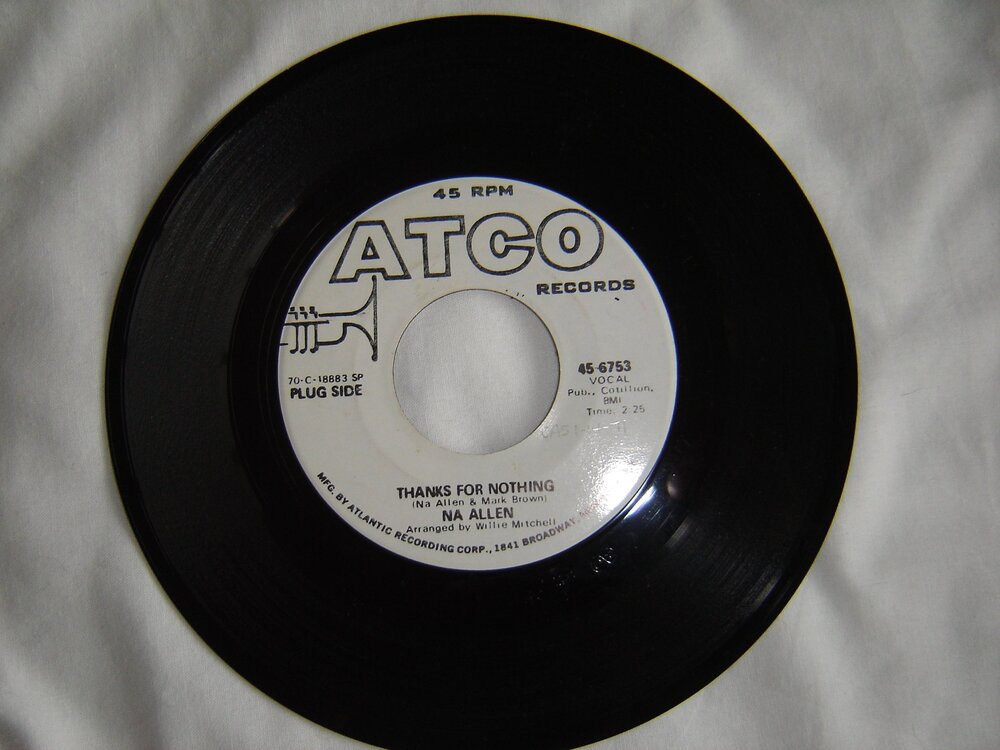 45 RPM
ATCO
RECORDS
70-C-18883 SP
PLUG SIDE
45-6753
VOCAL
Pub., Cotillion,
BMI
Time: 2:25
THANKS FOR NOTHING
(Na Allen & Mark Brown)
NA ALLEN
Arranged by Willie Mitchell
MFG. BY ATLANTIC RECORDING CORP., 1841 BROADWAY,